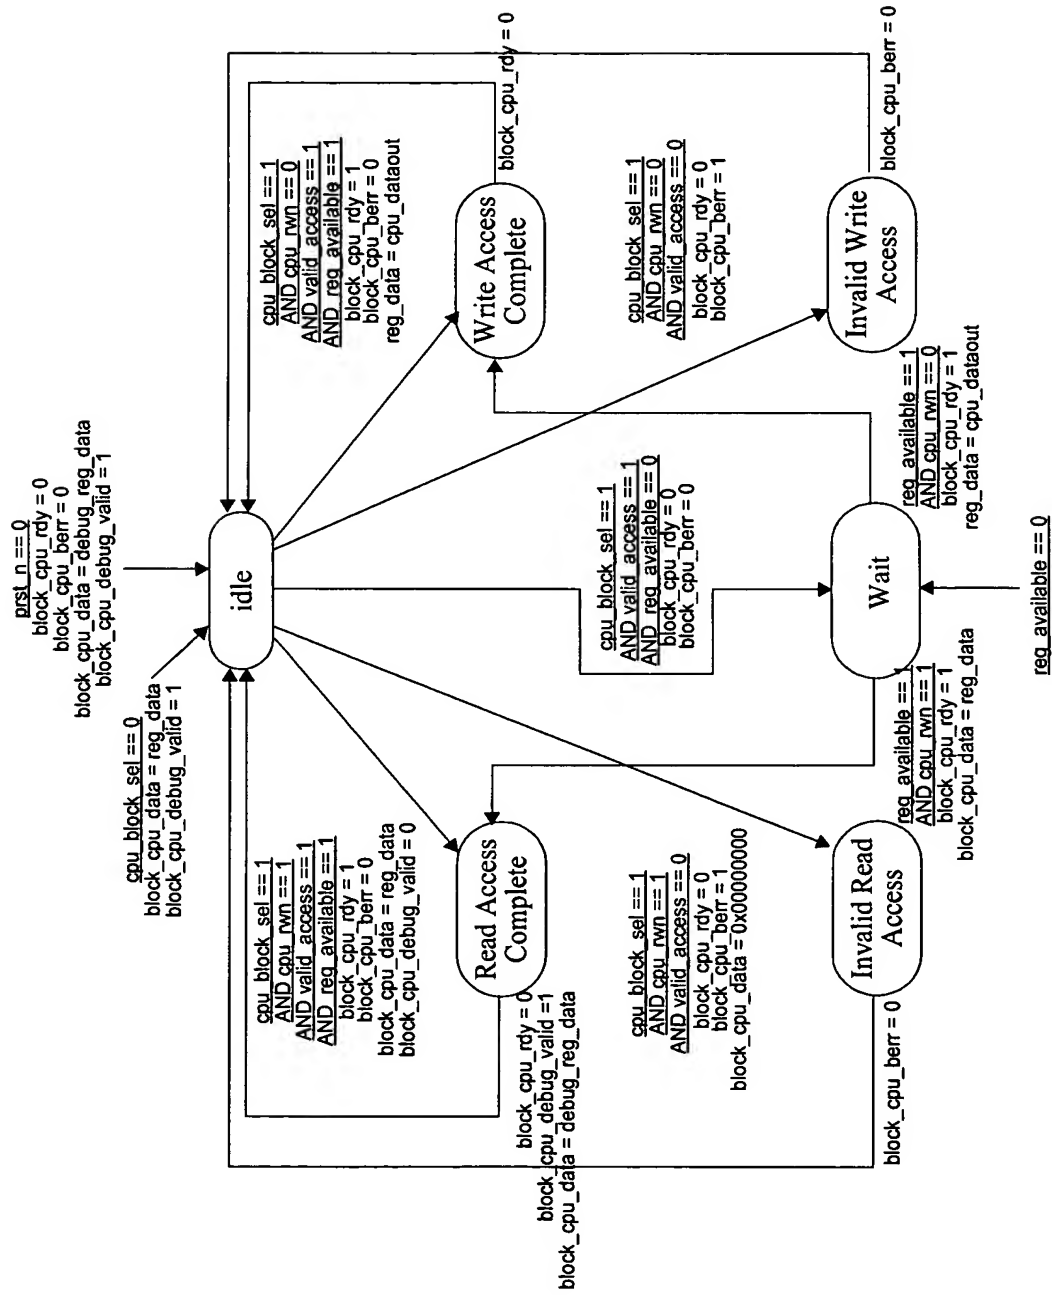 prst_n == 0
block_cpu_rdy = 0
block_cpu_berr = 0
block_cpu_data = debug_reg_data
block_cpu_debug_valid = 1
cpu_block_sel == 0
block_cpu_data = reg_data
block_cpu_debug_valid = 1
idle
cpu_block_sel == 1
AND cpu_rwn == 1
AND valid_access == 1
AND reg_available == 1
block_cpu_rdy = 1
block_cpu_berr = 0
block_cpu_data = reg_data
block_cpu_debug_valid = 0
cpu_block_sel == 1
AND cpu_rwn == 0
AND valid_access == 1
AND reg_available == 1
block_cpu_rdy = 1
block_cpu_berr = 0
reg_data = cpu_dataout
Read Access
Complete
Write Access
Complete
block_cpu_rdy = 0
block_cpu_debug_valid =1
block_cpu_data = debug_reg_data
block_cpu_rdy = 0
cpu_block_sel == 1
AND valid_access == 1
AND reg_available == 0
block_cpu_rdy = 0
block_cpu_berr = 0
cpu_block_sel == 1
AND cpu_rwn == 1
AND valid_access == 0
block_cpu_rdy = 0
block_cpu_berr = 1
block_cpu_data = 0x00000000
cpu_block_sel == 1
AND cpu_rwn == 0
AND valid_access == 0
block_cpu_rdy = 0
block_cpu_berr = 1
Invalid Read
Access
Wait
Invalid Write
Access
block_cpu_berr = 0
reg_available == 1
AND cpu_rwn == 1
block_cpu_rdy = 1
block_cpu_data = reg_data
reg_available == 1
AND cpu_rwn == 0
block_cpu_rdy = 1
reg_data = cpu_dataout
block_cpu_berr = 0
reg_available == 0